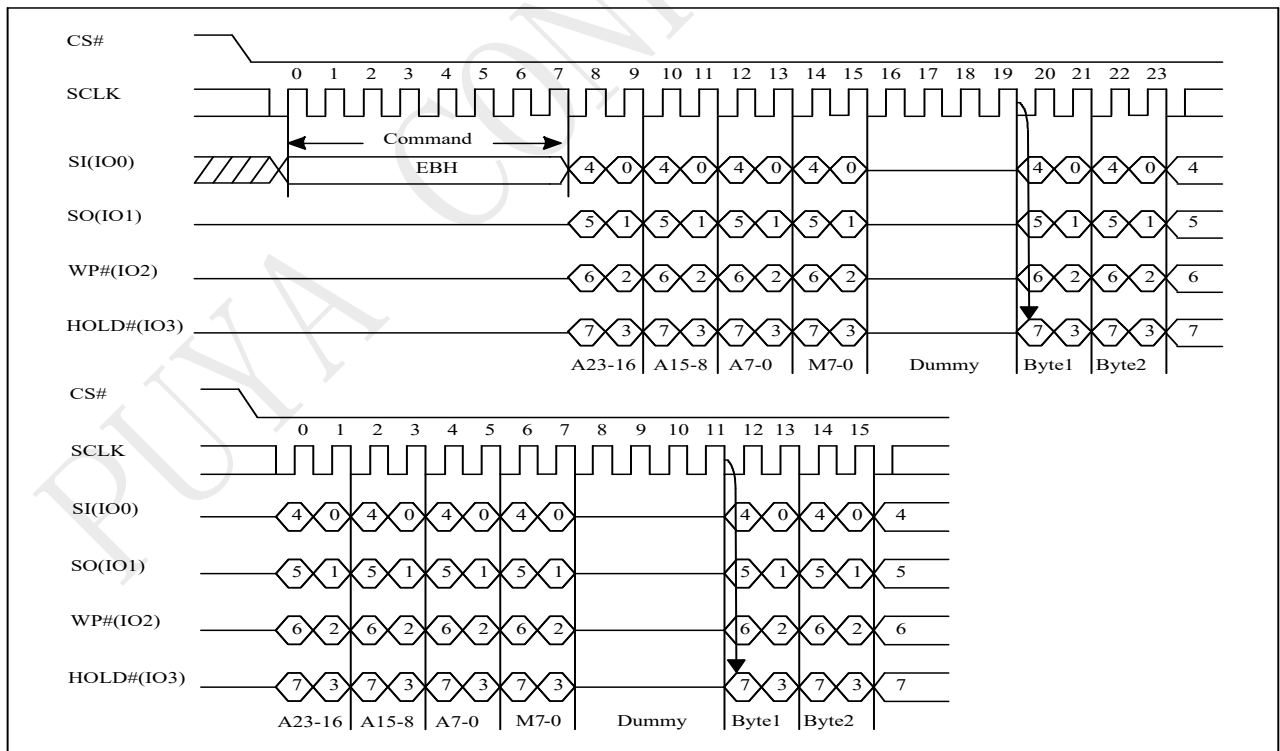 CS#
0 1 2 3 4 5 6 7 8 9 10 11 12 13 14 15 16 17 18 19 20 21 22 23
SCLK
Command
SI(IO0) EBH 4 0 4 0 4 0 4 0 4 0 4 0 4
SO(IO1) 5 1 5 1 5 1 5 1 5 1 5 1 5
WP#(IO2) 6 2 6 2 6 2 6 2 6 2 6 2 6
HOLD#(IO3) 7 3 7 3 7 3 7 3 7 3 7 3 7
A23-16 A15-8 A7-0 M7-0 Dummy Byte1 Byte2
CS#
0 1 2 3 4 5 6 7 8 9 10 11 12 13 14 15
SCLK
SI(IO0) 4 0 4 0 4 0 4 0 4 0 4 0 4
SO(IO1) 5 1 5 1 5 1 5 1 5 1 5 1 5
WP#(IO2) 6 2 6 2 6 2 6 2 6 2 6 2 6
HOLD#(IO3) 7 3 7 3 7 3 7 3 7 3 7 3 7
A23-16 A15-8 A7-0 M7-0 Dummy Byte1 Byte2
PUYA